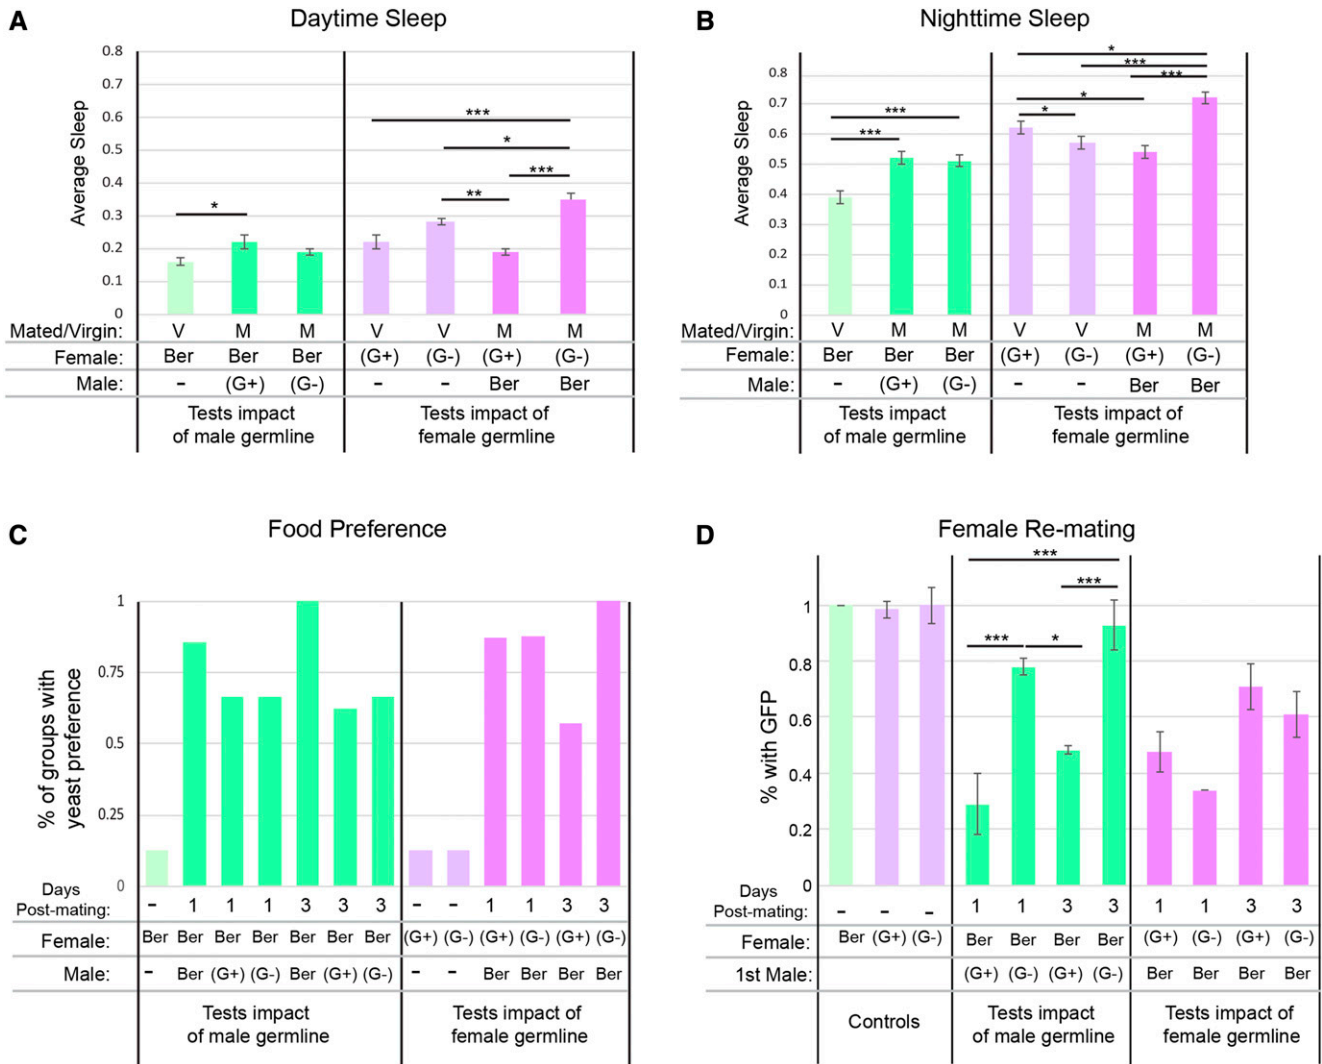 A
Daytime Sleep
Average Sleep
0.8
0.7
0.6
0.5
0.4
0.3
0.2
0.1
0
*
***
*
***
**
Mated/Virgin: V M M V V M M
Female: Ber Ber Ber (G+) (G-) (G+) (G-)
Male: - (G+) (G-) - - Ber Ber
Tests impact
of male germline
Tests impact of
female germline
B
Nighttime Sleep
Average Sleep
0.8
0.7
0.6
0.5
0.4
0.3
0.2
0.1
0
***
***
*
***
***
*
*
Mated/Virgin: V M M V V M M
Female: Ber Ber Ber (G+) (G-) (G+) (G-)
Male: - (G+) (G-) - - Ber Ber
Tests impact
of male germline
Tests impact of
female germline
C
Food Preference
% of groups with
yeast preference
1
0.75
0.5
0.25
0
Days
Post-mating: - 1 1 1 3 3 3 - - 1 1 3 3
Female: Ber Ber Ber Ber Ber Ber Ber (G+) (G-) (G+) (G-) (G+) (G-)
Male: - Ber (G+) (G-) Ber (G+) (G-) - - Ber Ber Ber Ber
Tests impact
of male germline
Tests impact of
female germline
D
Female Re-mating
% with GFP
1
0.8
0.6
0.4
0.2
0
***
***
***
*
Days
Post-mating: - - - 1 1 3 3 1 1 3 3
Female: Ber (G+) (G-) Ber Ber Ber Ber (G+) (G-) (G+) (G-)
1st Male: (G+) (G-) (G+) (G-) Ber Ber Ber Ber
Controls
Tests impact
of male germline
Tests impact of
female germline